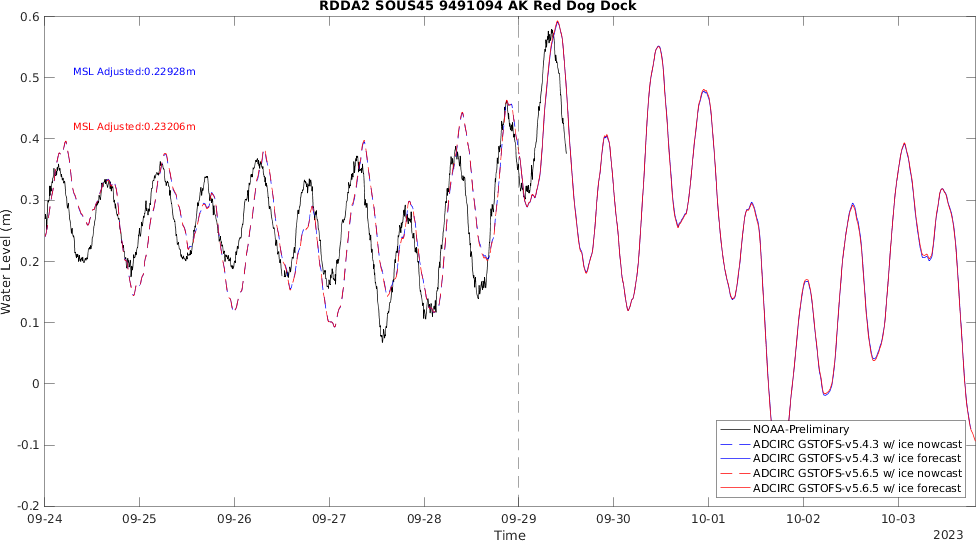 RDDA2 SOUS45 9491094 AK Red Dog Dock
0.6
0.5
0.4
0.3
0.2
0.1
0
-0.1
-0.2
Water Level (m)
MSL Adjusted:0.22928m
MSL Adjusted:0.23206m
NOAA-Preliminary
ADCIRC GSTOFS-v5.4.3 w/ ice nowcast
ADCIRC GSTOFS-v5.4.3 w/ ice forecast
ADCIRC GSTOFS-v5.6.5 w/ ice nowcast
ADCIRC GSTOFS-v5.6.5 w/ ice forecast
09-24 09-25 09-26 09-27 09-28 09-29 09-30 10-01 10-02 10-03
Time
2023